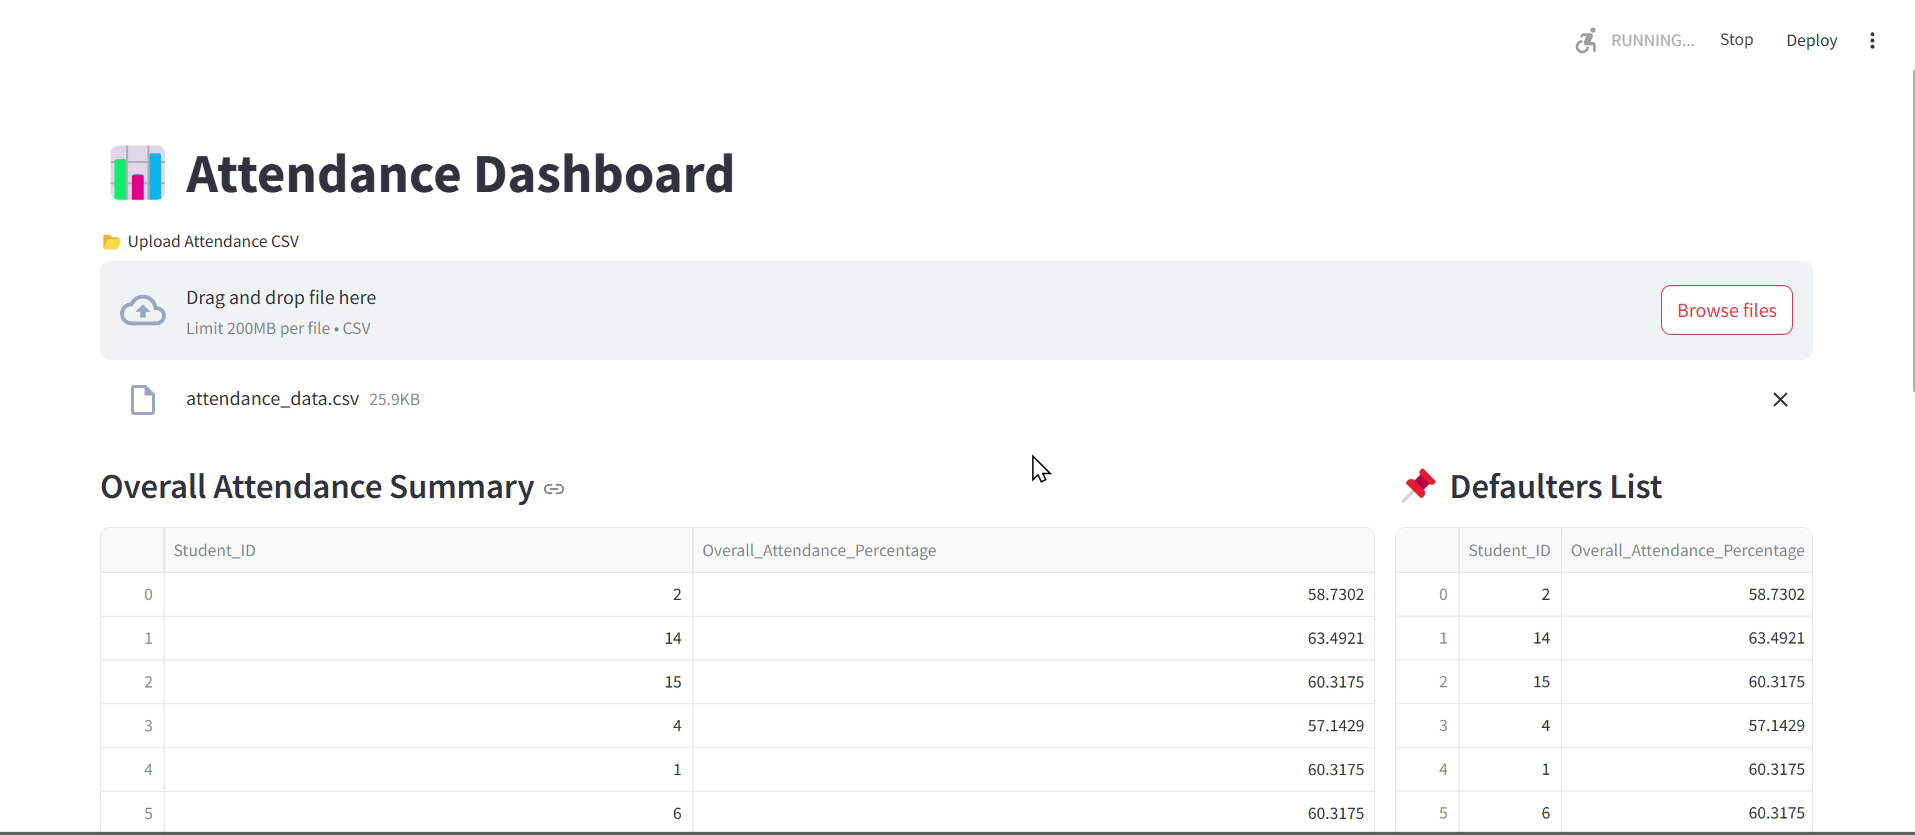 RUNNING... Stop Deploy
Attendance Dashboard
Upload Attendance CSV
Drag and drop file here
Limit 200MB per file • CSV
Browse files
attendance_data.csv 25.9KB
Overall Attendance Summary
Student_ID Overall_Attendance_Percentage
0 2 58.7302
1 14 63.4921
2 15 60.3175
3 4 57.1429
4 1 60.3175
5 6 60.3175
Defaulters List
Student_ID Overall_Attendance_Percentage
0 2 58.7302
1 14 63.4921
2 15 60.3175
3 4 57.1429
4 1 60.3175
5 6 60.3175